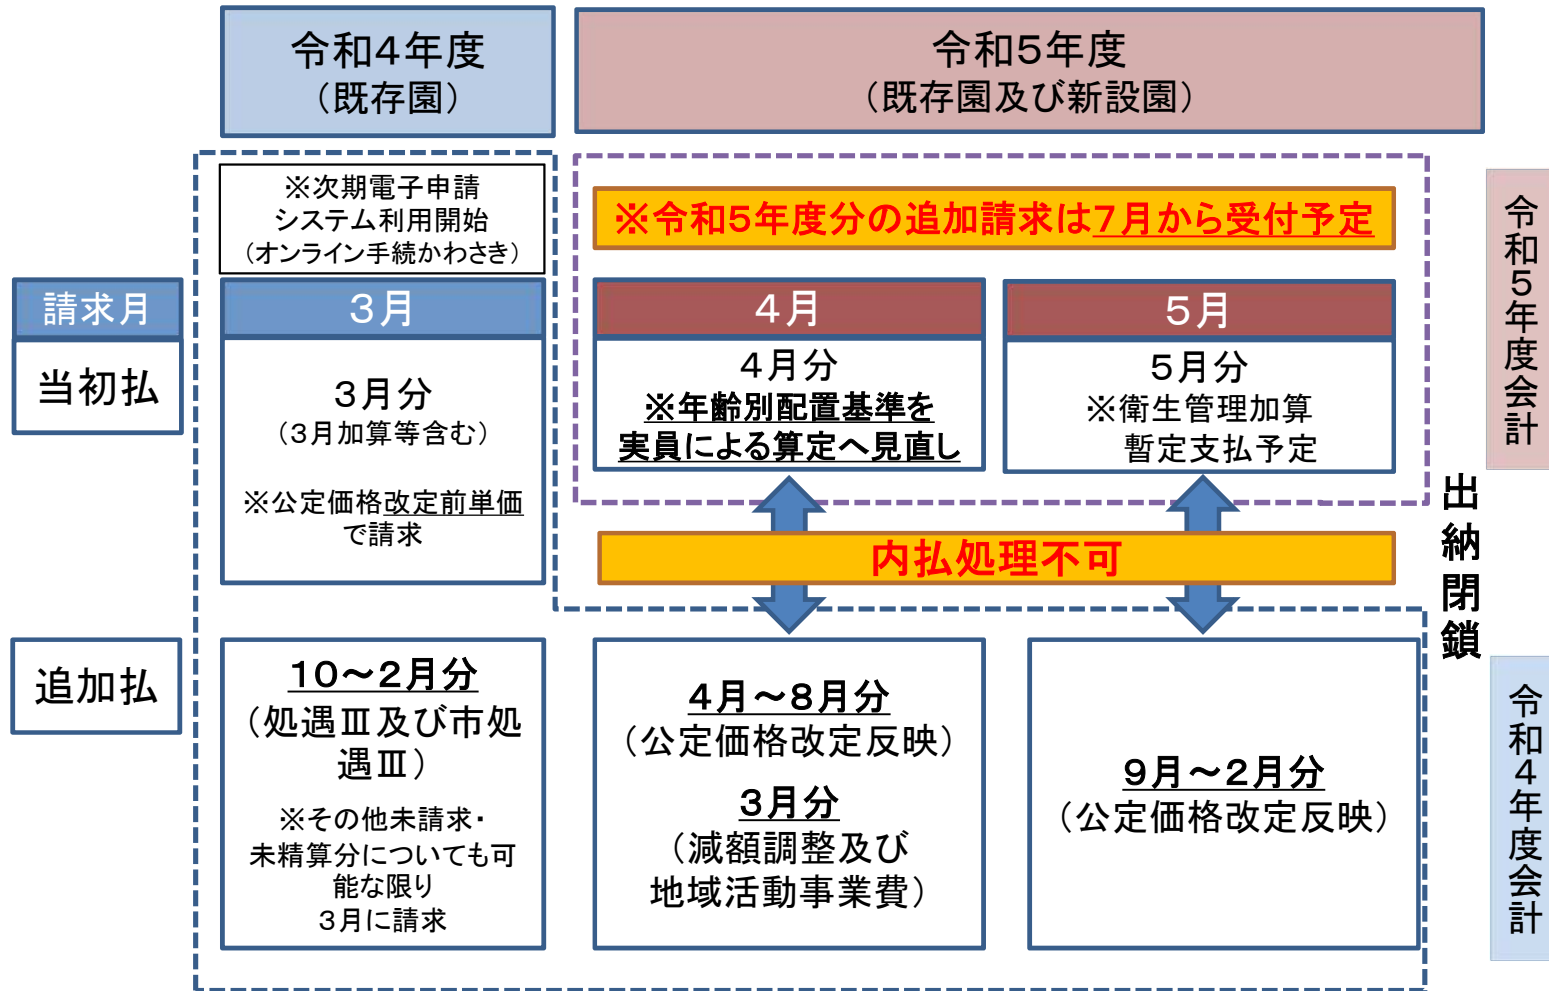 令和４年度
（既存園）
令和５年度
（既存園及び新設園）
※次期電子申請
システム利用開始
（オンライン手続かわさき）
※令和５年度分の追加請求は７月から受付予定
請求月
３月
４月
５月
当初払
３月分
（３月加算等含む）
※公定価格改定前単価
で請求
４月分
※年齢別配置基準を
実員による算定へ見直し
５月分
※衛生管理加算
暫定支払予定
内払処理不可
追加払
１０～２月分
（処遇Ⅲ及び市処
遇Ⅲ）
※その他未請求・
未精算分についても可
能な限り
３月に請求
４月～８月分
（公定価格改定反映）
３月分
（減額調整及び
地域活動事業費）
９月～２月分
（公定価格改定反映）
令和５年度会計
出納閉鎖
令和４年度会計